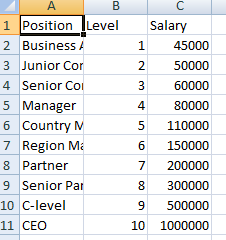 A B C
1 Position Level Salary
2 Business A 1 45000
3 Junior Cor 2 50000
4 Senior Co 3 60000
5 Manager 4 80000
6 Country M 5 110000
7 Region Ma 6 150000
8 Partner 7 200000
9 Senior Par 8 300000
10 C-level 9 500000
11 CEO 10 1000000